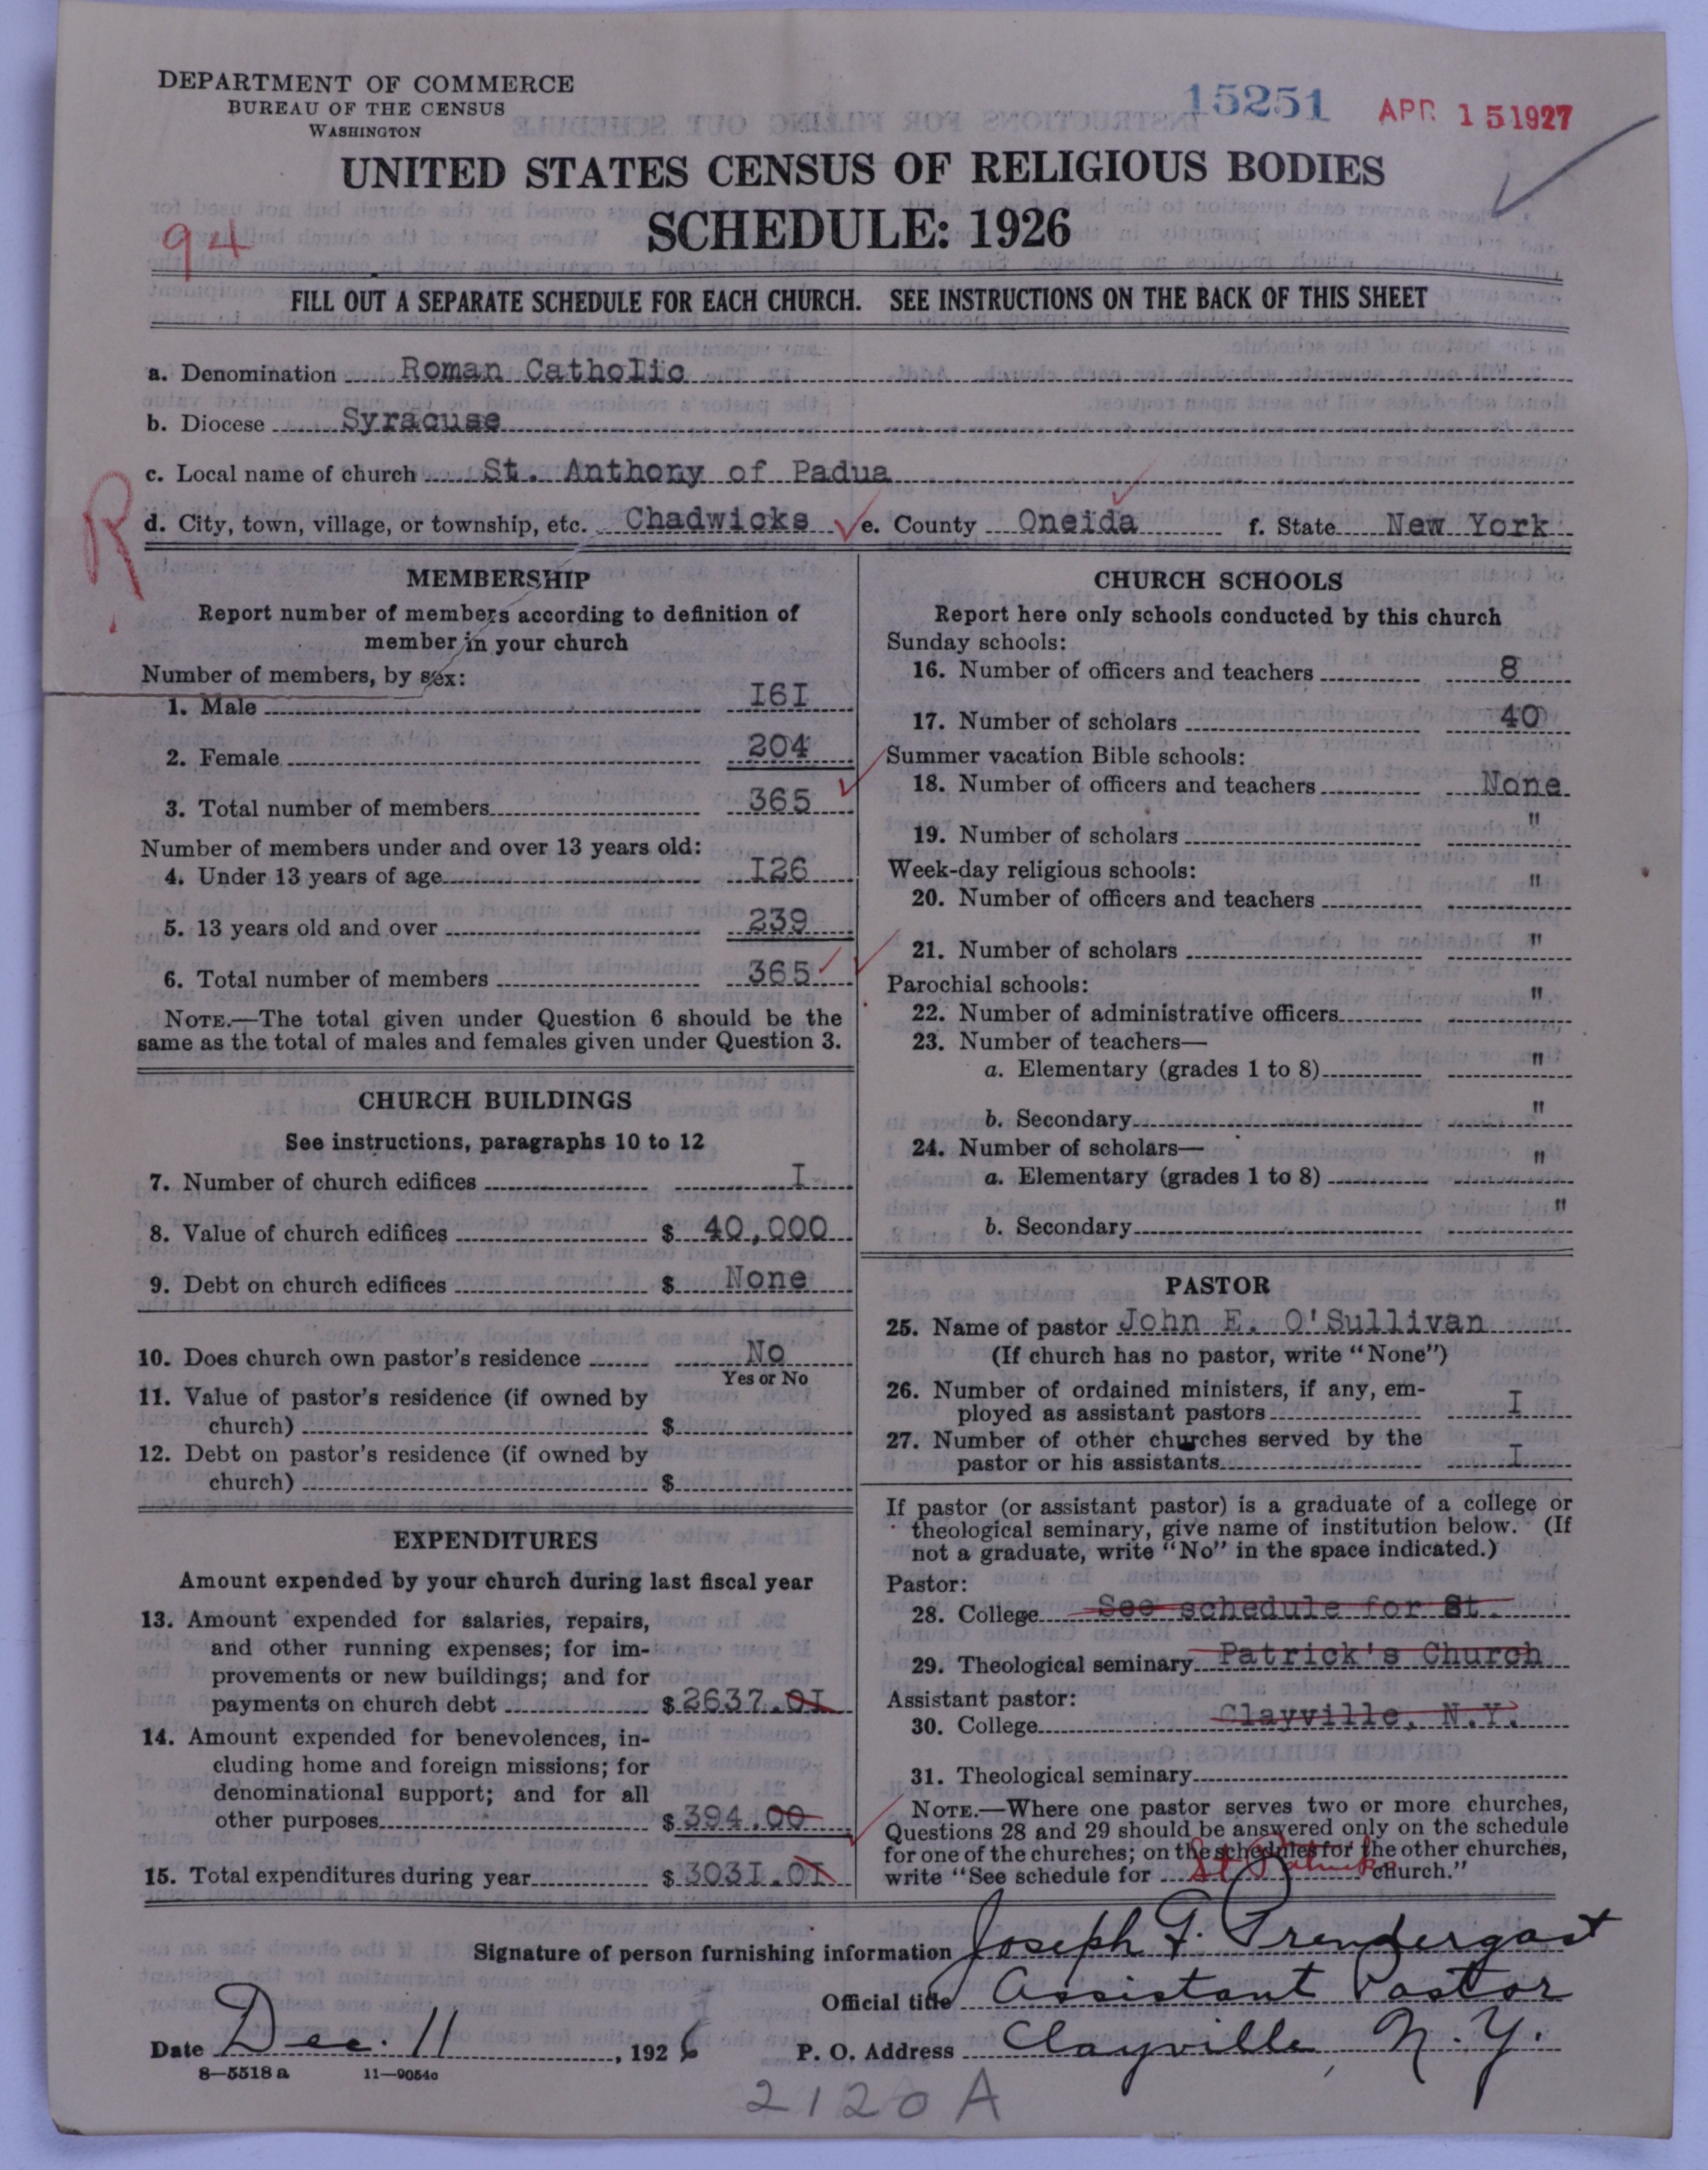 DEPARTMENT OF COMMERCE
BUREAU OF THE CENSUS
WASHINGTON
15251
APR 15 1927
UNITED STATES CENSUS OF RELIGIOUS BODIES
SCHEDULE: 1926
94
FILL OUT A SEPARATE SCHEDULE FOR EACH CHURCH. SEE INSTRUCTIONS ON THE BACK OF THIS SHEET
a. Denomination Roman Catholic
b. Diocese Syracuse
c. Local name of church St. Anthony of Padua
R
d. City, town, village, or township, etc. Chadwicks e. County Oneida f. State New York
MEMBERSHIP
Report number of members according to definition of
member in your church
Number of members, by sex:
1. Male I6I
2. Female 204
3. Total number of members 365
Number of members under and over 13 years old:
4. Under 13 years of age I26
5. 13 years old and over 239
6. Total number of members 365
NOTE.—The total given under Question 6 should be the
same as the total of males and females given under Question 3.
CHURCH BUILDINGS
See instructions, paragraphs 10 to 12
7. Number of church edifices I
8. Value of church edifices $ 40,000
9. Debt on church edifices $ None
10. Does church own pastor's residence No
Yes or No
11. Value of pastor's residence (if owned by
church) $
12. Debt on pastor's residence (if owned by
church) $
EXPENDITURES
Amount expended by your church during last fiscal year
13. Amount expended for salaries, repairs,
and other running expenses; for im-
provements or new buildings; and for
payments on church debt $ 2637.0I
14. Amount expended for benevolences, in-
cluding home and foreign missions; for
denominational support; and for all
other purposes $ 394.00
15. Total expenditures during year $ 303I.0I
CHURCH SCHOOLS
Report here only schools conducted by this church
Sunday schools:
16. Number of officers and teachers 8
17. Number of scholars 40
Summer vacation Bible schools:
18. Number of officers and teachers None
19. Number of scholars "
Week-day religious schools:
20. Number of officers and teachers "
21. Number of scholars "
Parochial schools:
22. Number of administrative officers "
23. Number of teachers—
a. Elementary (grades 1 to 8) "
b. Secondary "
24. Number of scholars—
a. Elementary (grades 1 to 8) "
b. Secondary "
PASTOR
25. Name of pastor John E. O'Sullivan
(If church has no pastor, write "None")
26. Number of ordained ministers, if any, em-
ployed as assistant pastors I
27. Number of other churches served by the
pastor or his assistants I
If pastor (or assistant pastor) is a graduate of a college or
theological seminary, give name of institution below. (If
not a graduate, write "No" in the space indicated.)
Pastor:
28. College See schedule for St.
29. Theological seminary Patrick's Church
Assistant pastor:
30. College Clayville, N.Y.
31. Theological seminary
NOTE.—Where one pastor serves two or more churches,
Questions 28 and 29 should be answered only on the schedule
for one of the churches; on the schedules for the other churches,
write "See schedule for St Patricks church."
Signature of person furnishing information Joseph F. Prendergast
Official title Assistant Pastor
Date Dec. 11, 1926 P. O. Address Clayville, N.Y.
8—5518 a 11—9054c
2120 A